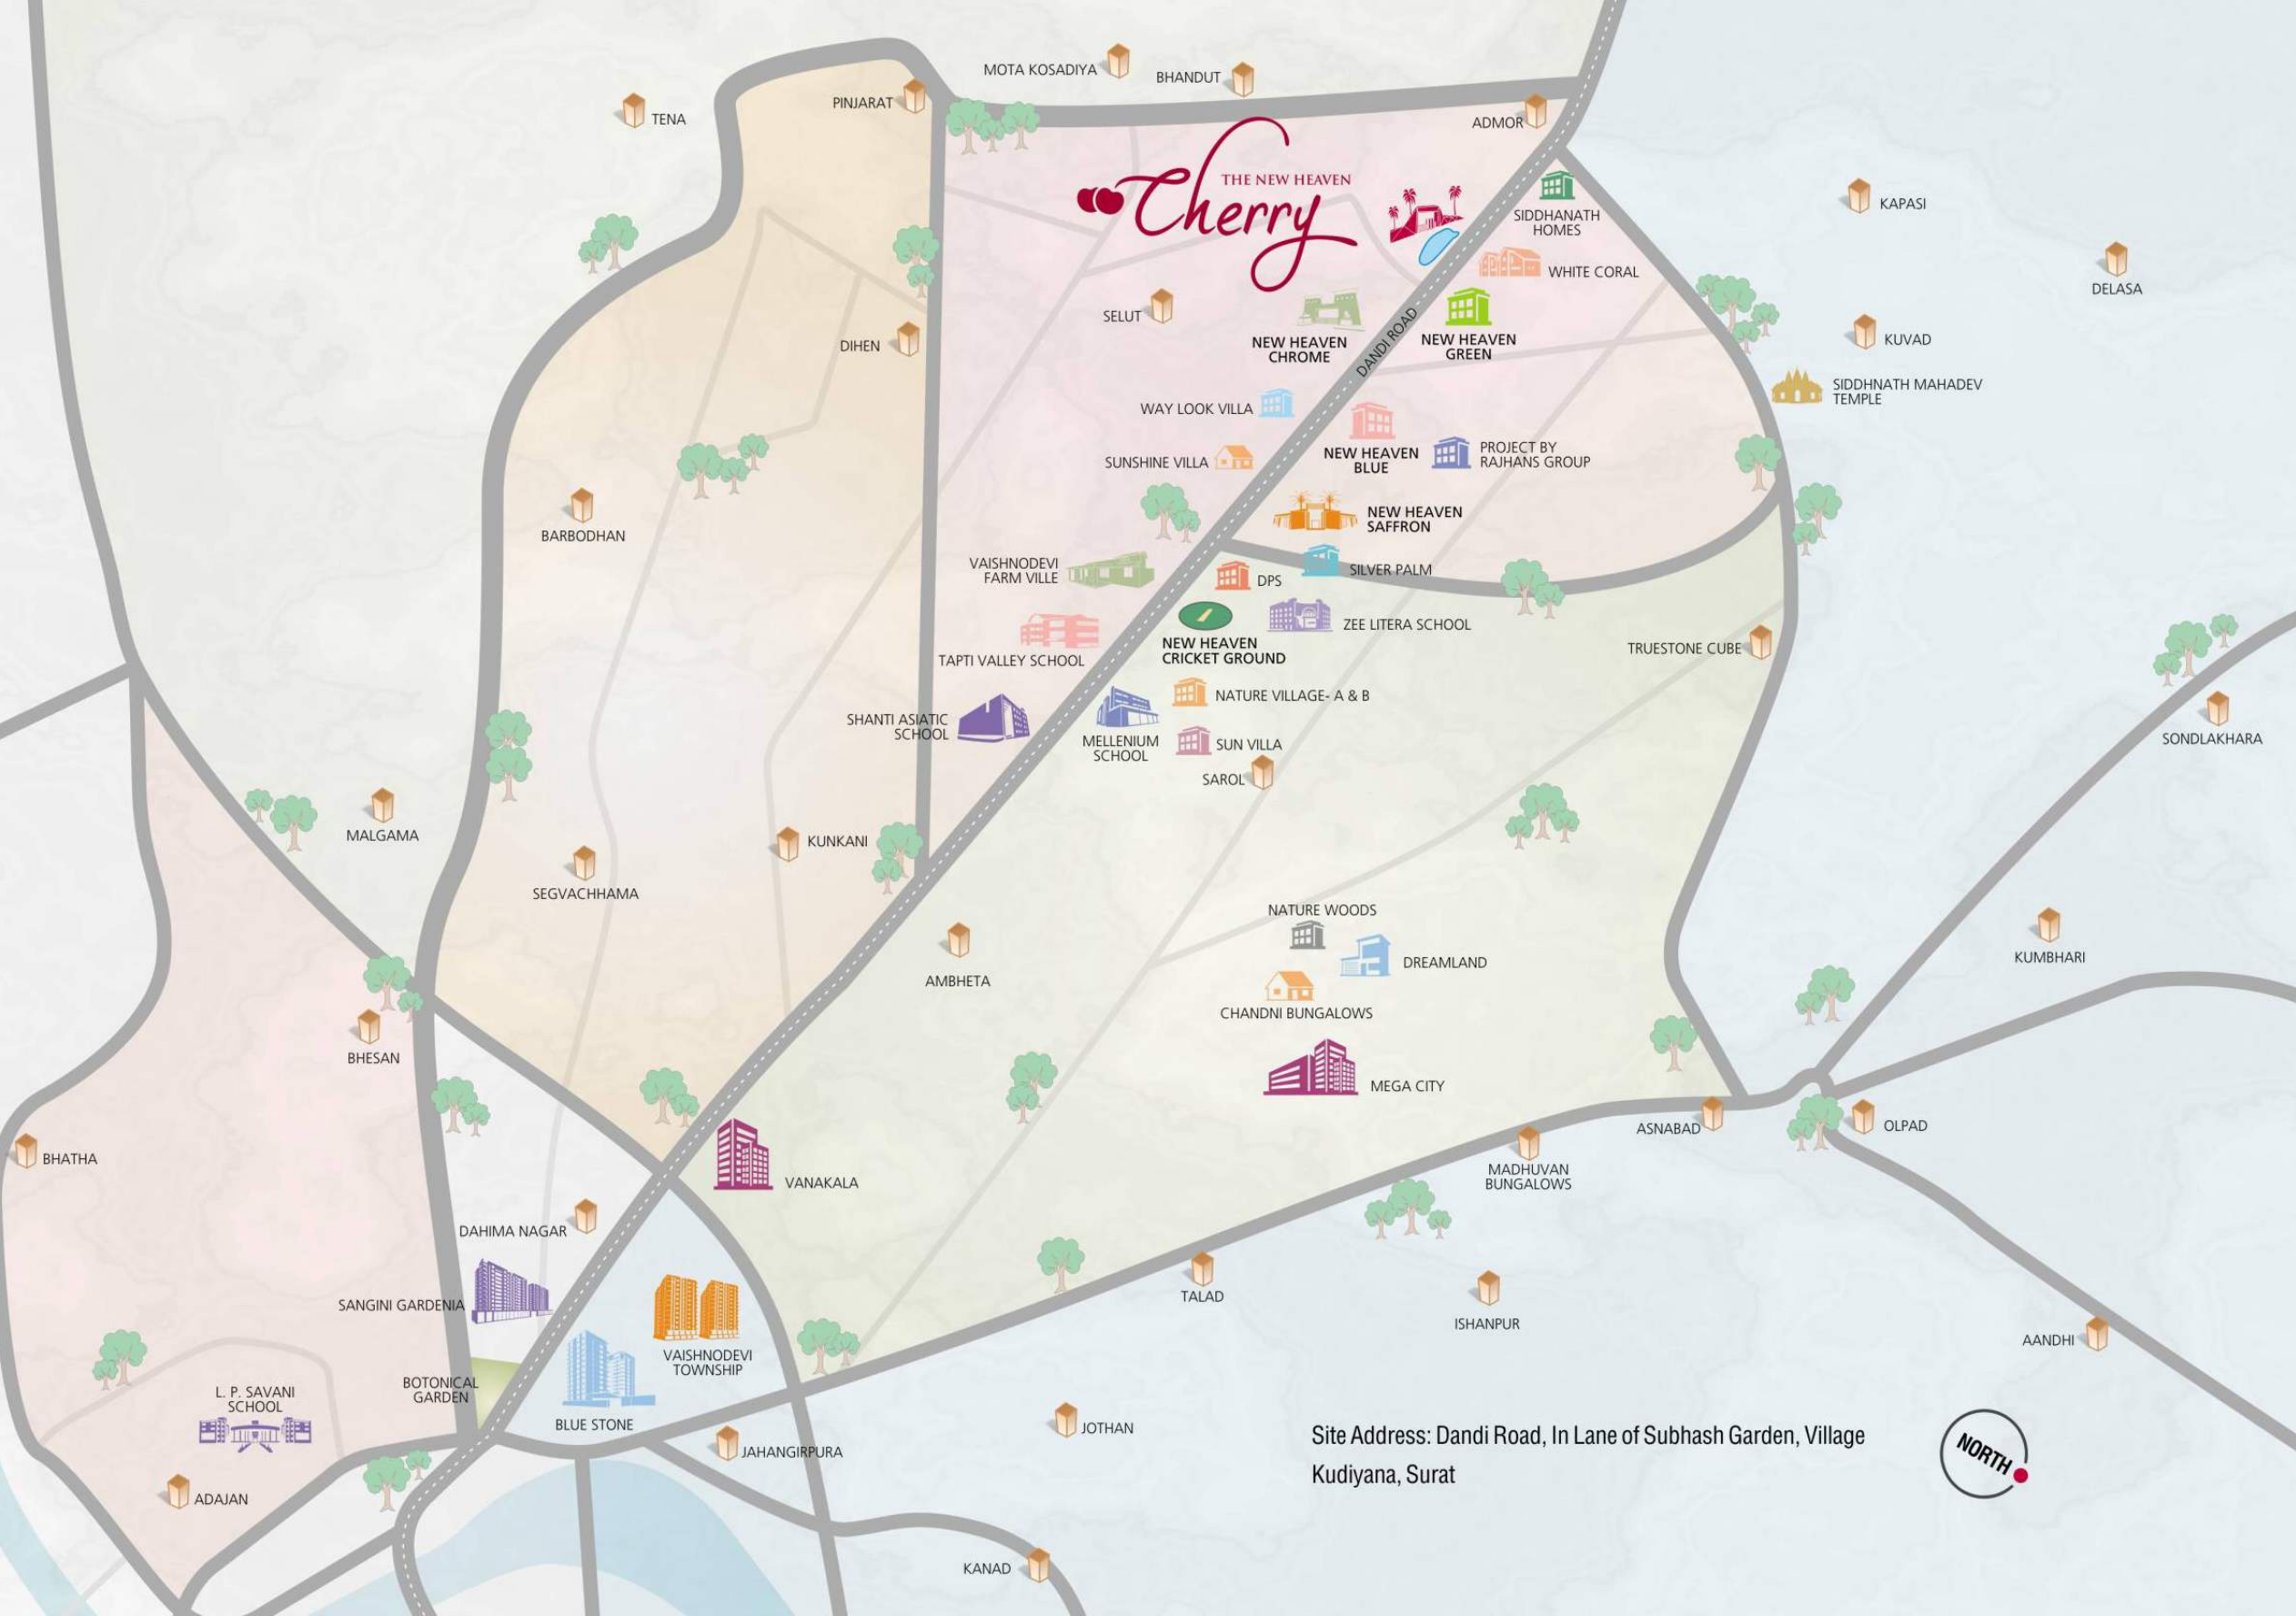 MOTA KOSADIYA
BHANDUT
PINJARAT
TENA
ADMOR
THE NEW HEAVEN
Cherry
SIDDHANATH
HOMES
KAPASI
WHITE CORAL
DELASA
SELUT
DANDI ROAD
NEW HEAVEN
CHROME
NEW HEAVEN
GREEN
DIHEN
KUVAD
SIDDHNATH MAHADEV
TEMPLE
WAY LOOK VILLA
SUNSHINE VILLA
NEW HEAVEN
BLUE
PROJECT BY
RAJHANS GROUP
NEW HEAVEN
SAFFRON
BARBODHAN
VAISHNODEVI
FARM VILLE
DPS
SILVER PALM
ZEE LITERA SCHOOL
NEW HEAVEN
CRICKET GROUND
TAPTI VALLEY SCHOOL
TRUESTONE CUBE
NATURE VILLAGE- A & B
SHANTI ASIATIC
SCHOOL
MELLENIUM
SCHOOL
SUN VILLA
SAROL
SONDLAKHARA
MALGAMA
KUNKANI
SEGVACHHAMA
NATURE WOODS
DREAMLAND
AMBHETA
CHANDNI BUNGALOWS
KUMBHARI
BHESAN
MEGA CITY
ASNABAD
OLPAD
BHATHA
MADHUVAN
BUNGALOWS
VANAKALA
DAHIMA NAGAR
TALAD
SANGINI GARDENIA
ISHANPUR
AANDHI
VAISHNODEVI
TOWNSHIP
BOTONICAL
GARDEN
L. P. SAVANI
SCHOOL
BLUE STONE
JOTHAN
JAHANGIRPURA
Site Address: Dandi Road, In Lane of Subhash Garden, Village
Kudiyana, Surat
NORTH
ADAJAN
KANAD